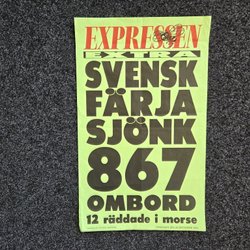 EXPRESSEN
EXTRA
SVENSK
FÄRJA
SJÖNK
867
OMBORD
12 räddade i morse